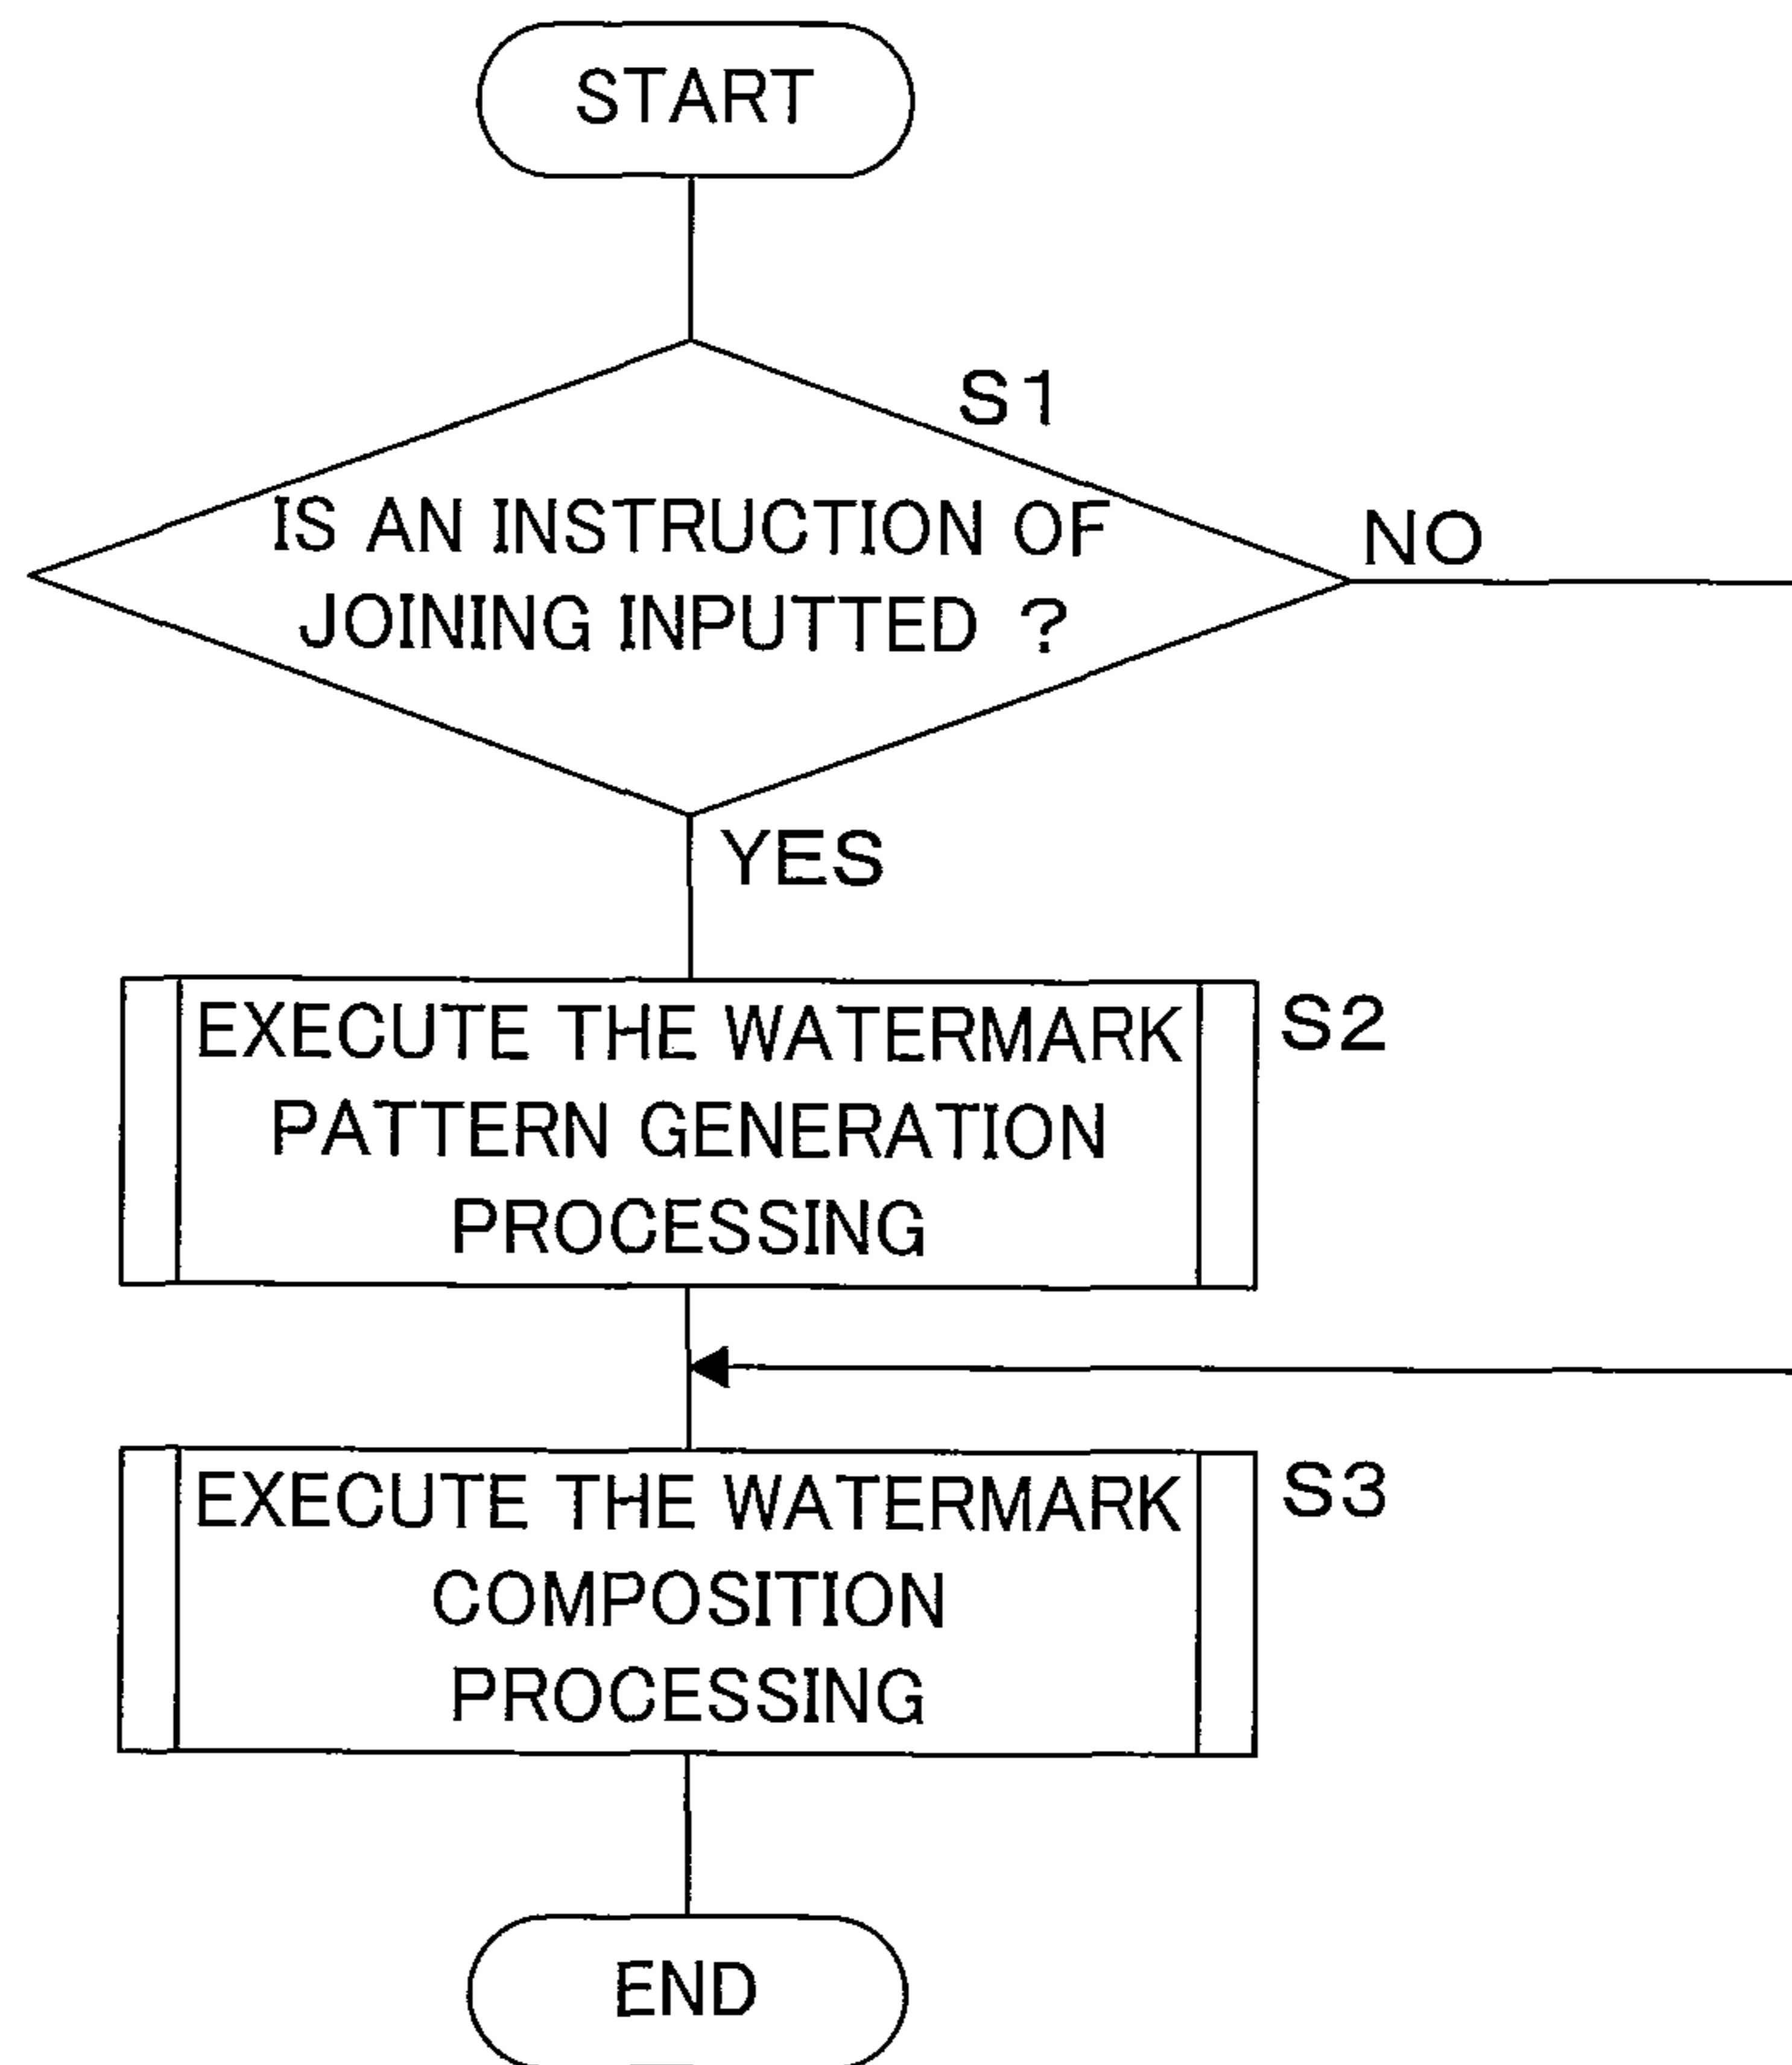 START
S1
IS AN INSTRUCTION OF
JOINING INPUTTED ?
NO
YES
EXECUTE THE WATERMARK
PATTERN GENERATION
PROCESSING
S2
EXECUTE THE WATERMARK
COMPOSITION
PROCESSING
S3
END